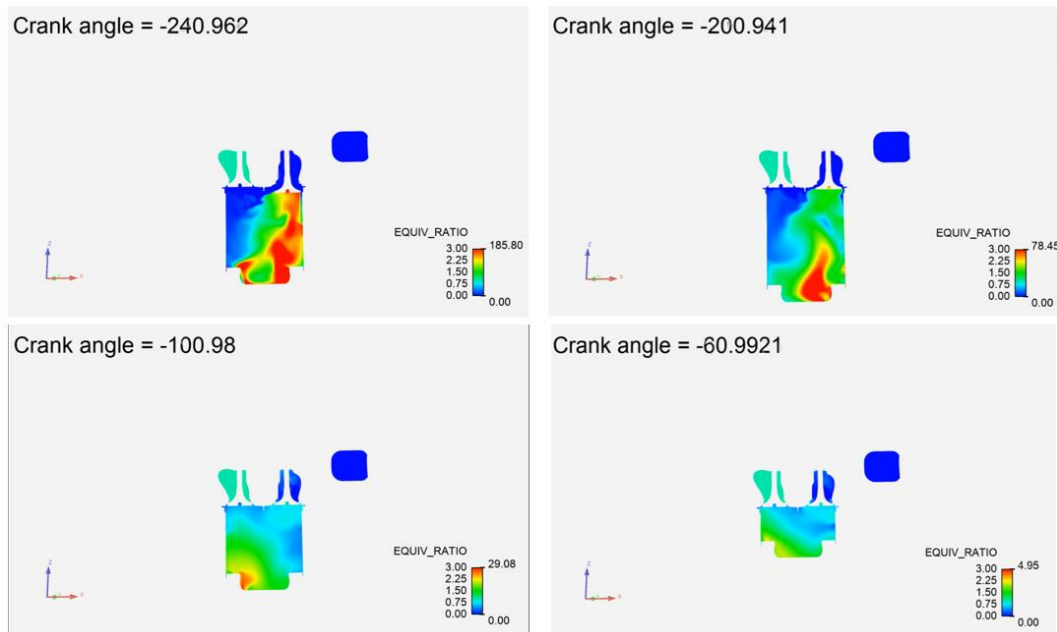 Crank angle = -240.962
EQUIV_RATIO
3.00 185.80
2.25
1.50
0.75
0.00 0.00
Z
X
Crank angle = -200.941
EQUIV_RATIO
3.00 78.45
2.25
1.50
0.75
0.00 0.00
Z
X
Crank angle = -100.98
EQUIV_RATIO
3.00 29.08
2.25
1.50
0.75
0.00 0.00
Z
X
Crank angle = -60.9921
EQUIV_RATIO
3.00 4.95
2.25
1.50
0.75
0.00 0.00
Z
X